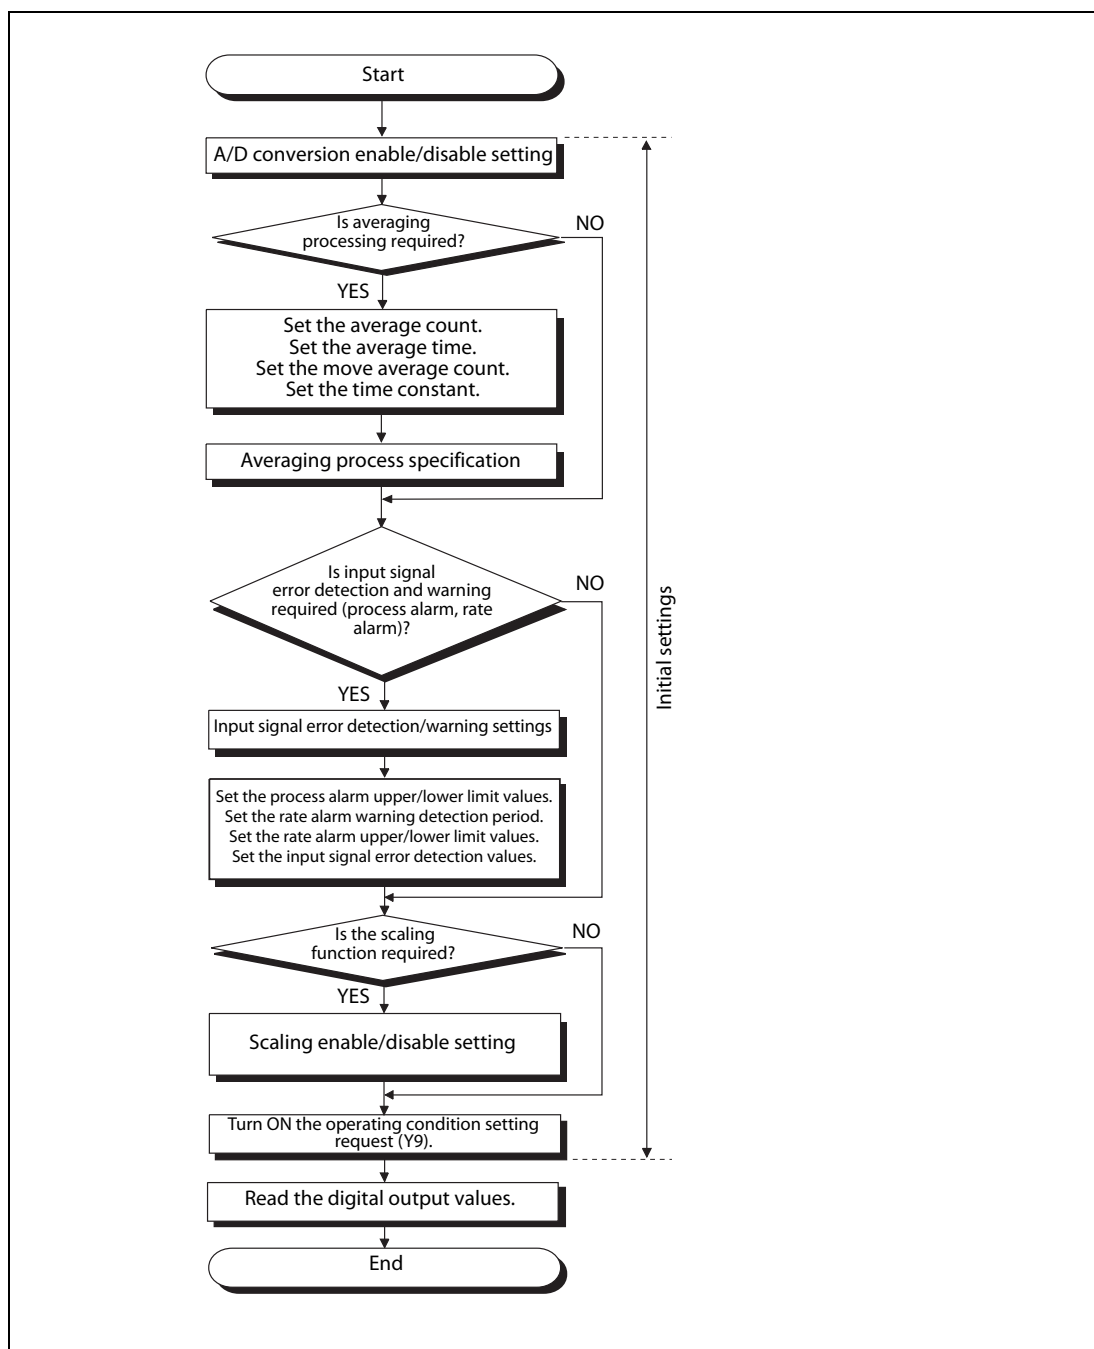 Start
A/D conversion enable/disable setting
Is averaging
processing required?
NO
YES
Set the average count.
Set the average time.
Set the move average count.
Set the time constant.
Averaging process specification
Is input signal
error detection and warning
required (process alarm, rate
alarm)?
NO
YES
Input signal error detection/warning settings
Set the process alarm upper/lower limit values.
Set the rate alarm warning detection period.
Set the rate alarm upper/lower limit values.
Set the input signal error detection values.
Is the scaling
function required?
NO
YES
Scaling enable/disable setting
Turn ON the operating condition setting
request (Y9).
Initial settings
Read the digital output values.
End